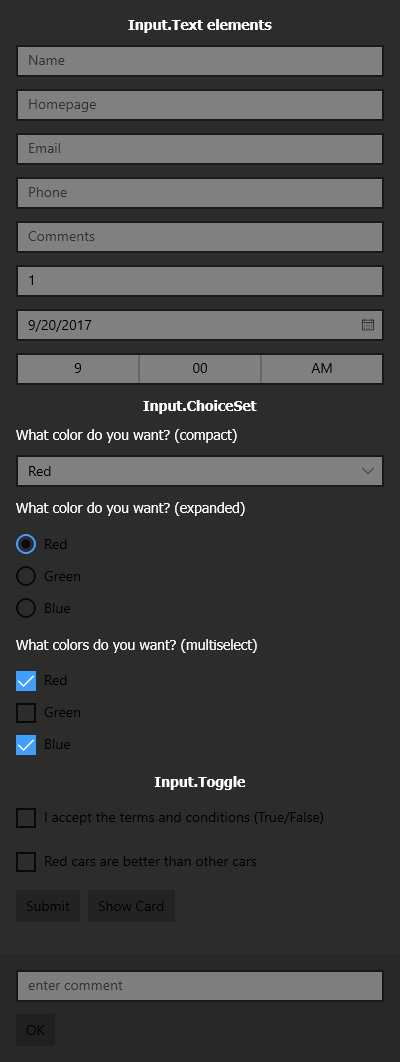 Input.Text elements
Name
Homepage
Email
Phone
Comments
1
9/20/2017
9 00 AM
Input.ChoiceSet
What color do you want? (compact)
Red
What color do you want? (expanded)
Red
Green
Blue
What colors do you want? (multiselect)
Red
Green
Blue
Input.Toggle
I accept the terms and conditions (True/False)
Red cars are better than other cars
Submit Show Card
enter comment
OK